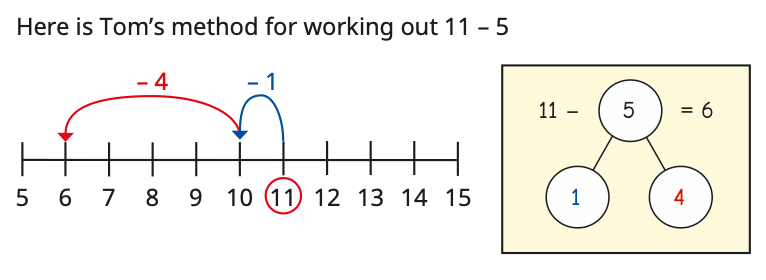 Here is Tom’s method for working out 11 – 5
– 4 – 1
5 6 7 8 9 10 11 12 13 14 15
11 – 5 = 6
1 4